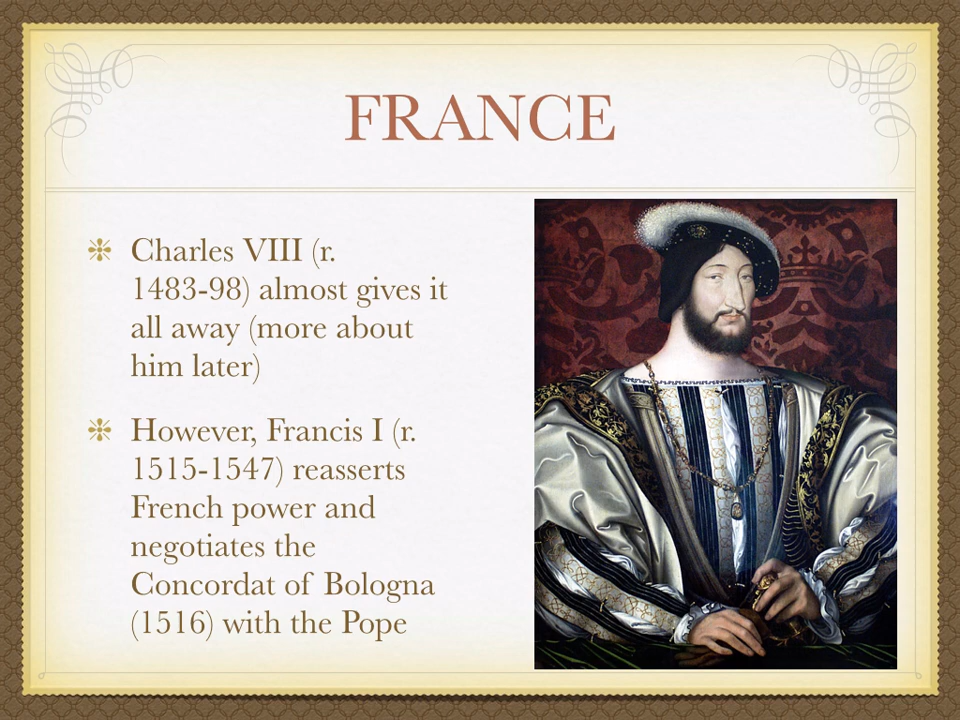 FRANCE
Charles VIII (r.
1483-98) almost gives it
all away (more about
him later)
However, Francis I (r.
1515-1547) reasserts
French power and
negotiates the
Concordat of Bologna
(1516) with the Pope